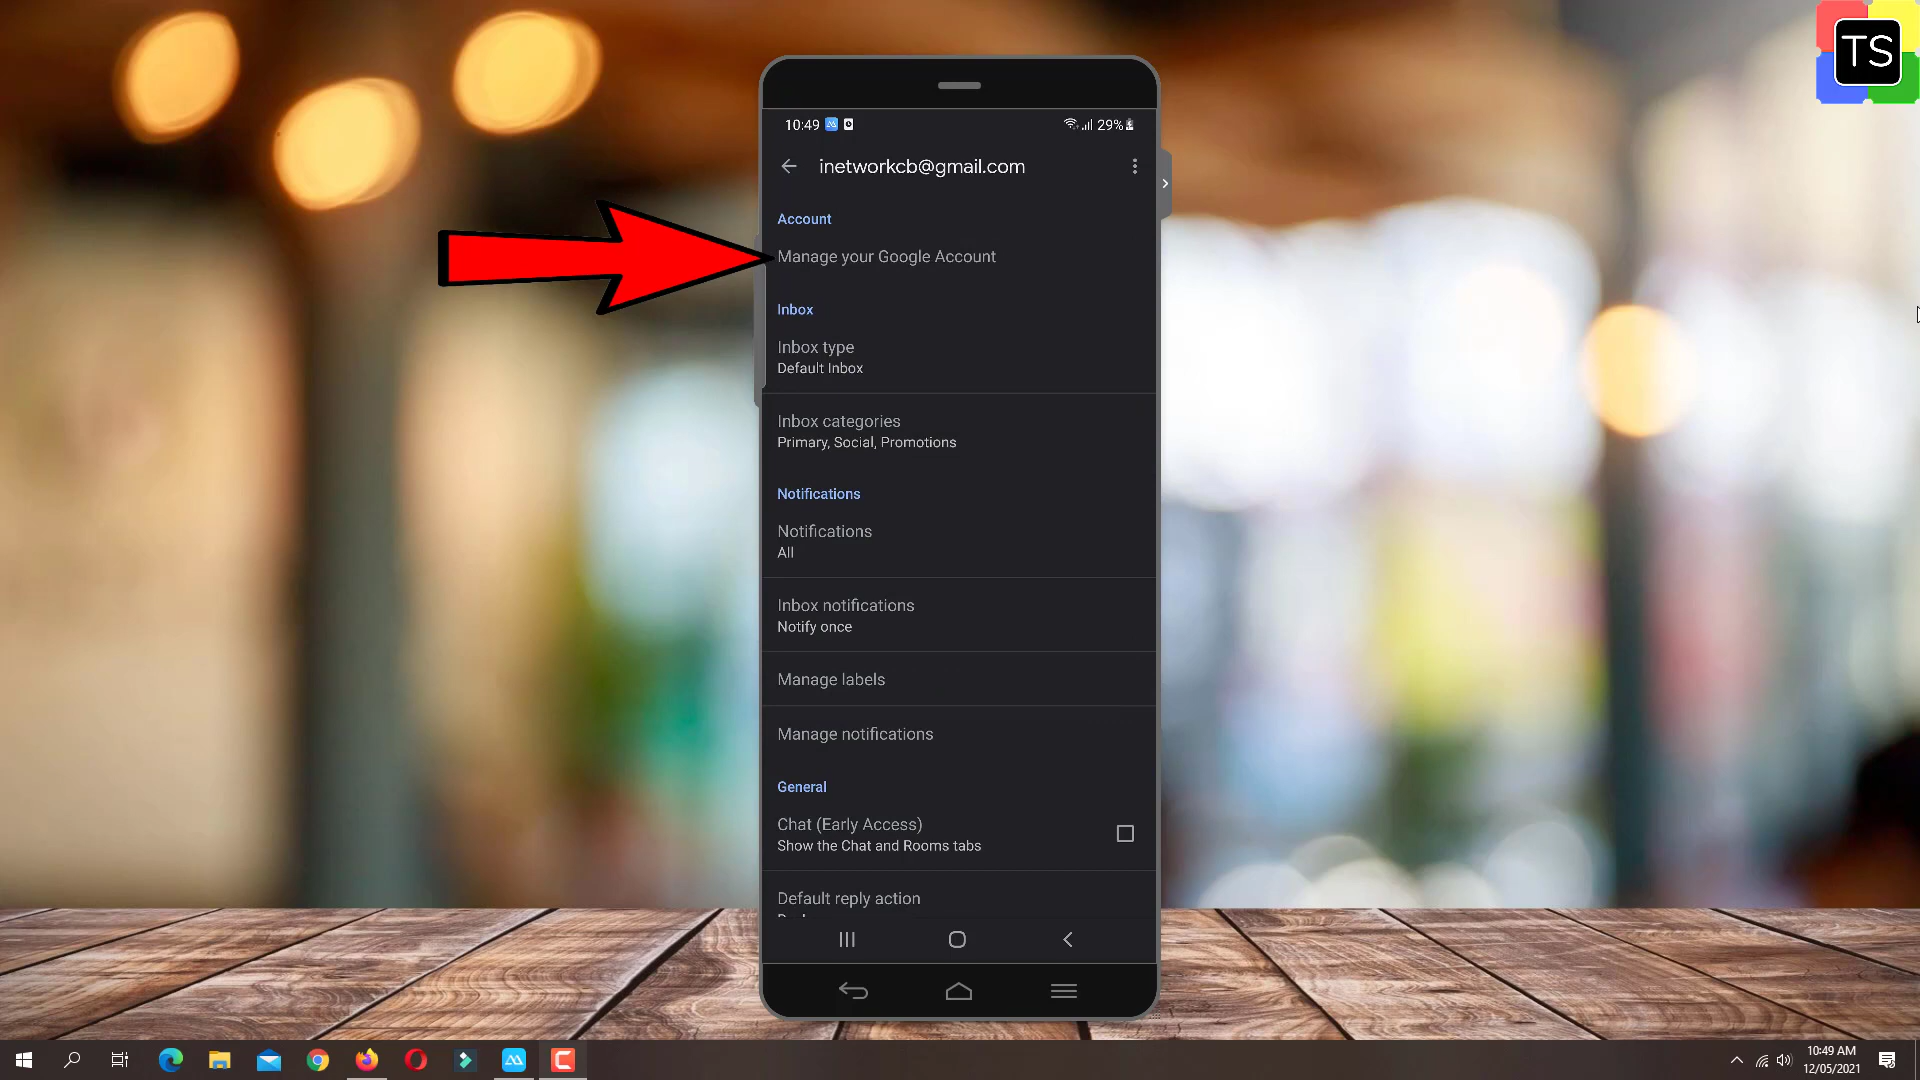 TS
10:49
29%
inetworkcb@gmail.com
Account
Manage your Google Account
Inbox
Inbox type
Default Inbox
Inbox categories
Primary, Social, Promotions
Notifications
Notifications
All
Inbox notifications
Notify once
Manage labels
Manage notifications
General
Chat (Early Access)
Show the Chat and Rooms tabs
Default reply action
10:49 AM
12/05/2021